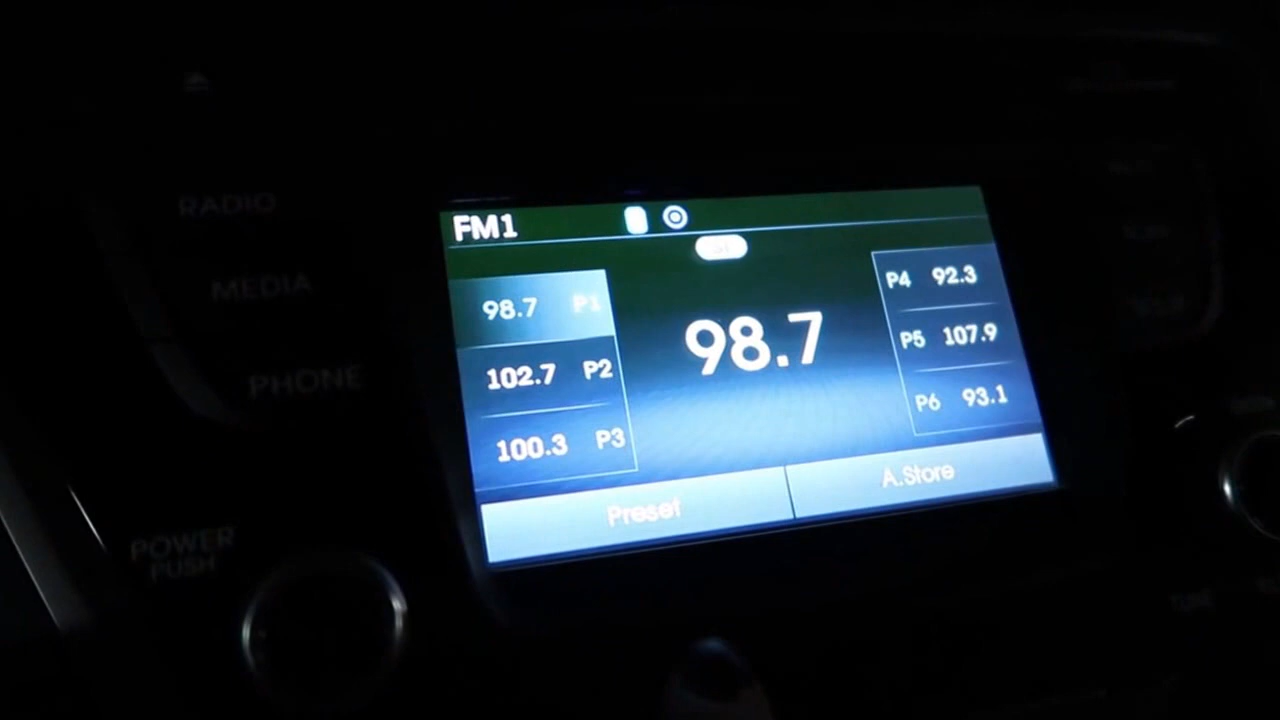 RADIO
MEDIA
PHONE
POWER
PUSH
FM1
ST
98.7 P1
102.7 P2
100.3 P3
98.7
P4 92.3
P5 107.9
P6 93.1
Preset
A.Store